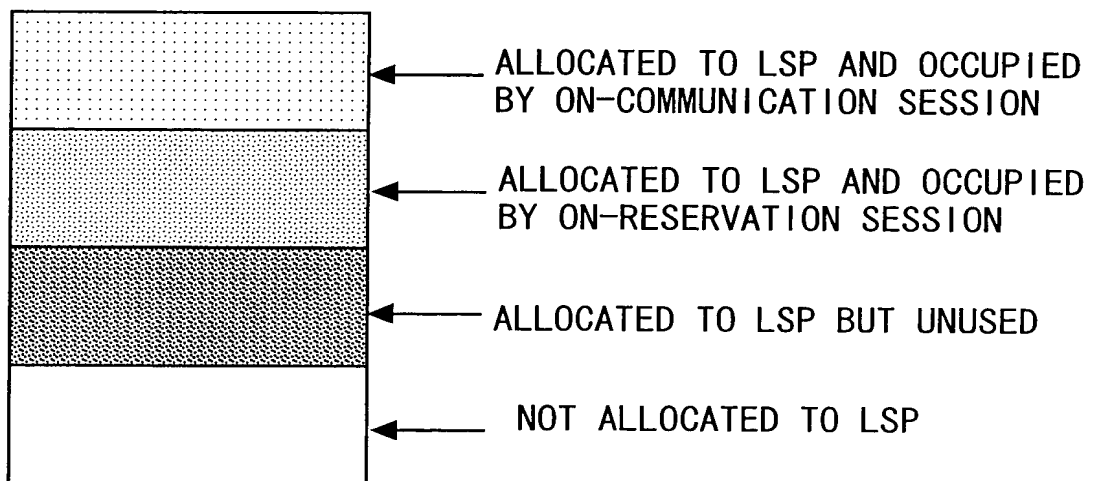 ALLOCATED TO LSP AND OCCUPIED
BY ON-COMMUNICATION SESSION
ALLOCATED TO LSP AND OCCUPIED
BY ON-RESERVATION SESSION
ALLOCATED TO LSP BUT UNUSED
NOT ALLOCATED TO LSP